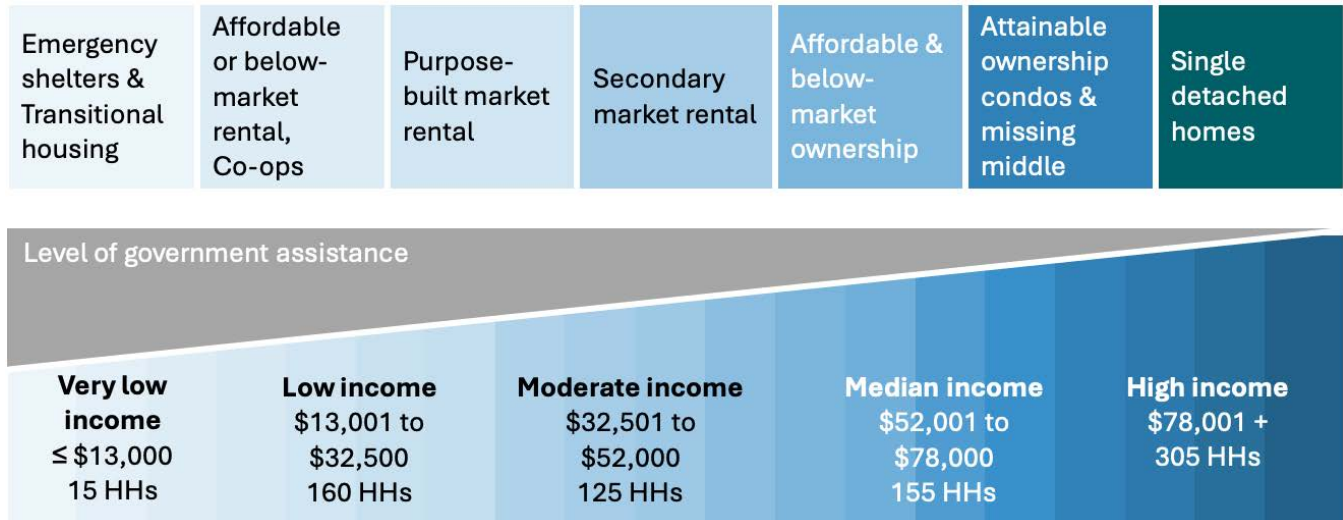 Emergency
shelters &
Transitional
housing
Affordable
or below-
market
rental,
Co-ops
Purpose-
built market
rental
Secondary
market rental
Affordable &
below-
market
ownership
Attainable
ownership
condos &
missing
middle
Single
detached
homes
Level of government assistance
Very low
income
≤ $13,000
15 HHs
Low income
$13,001 to
$32,500
160 HHs
Moderate income
$32,501 to
$52,000
125 HHs
Median income
$52,001 to
$78,000
155 HHs
High income
$78,001 +
305 HHs